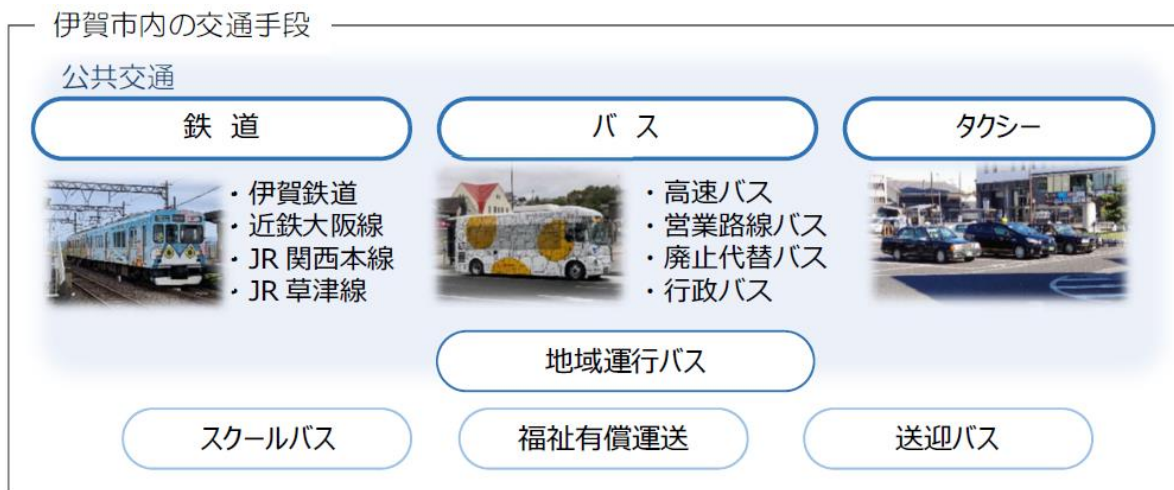 伊賀市内の交通手段
公共交通
鉄 道
バ ス
タクシー
・伊賀鉄道
・近鉄大阪線
・JR 関西本線
・JR 草津線
・高速バス
・営業路線バス
・廃止代替バス
・行政バス
地域運行バス
スクールバス
福祉有償運送
送迎バス